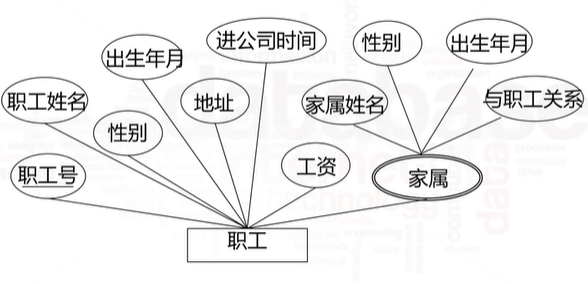 进公司时间
性别
出生年月
出生年月
职工姓名
地址
家属姓名
与职工关系
性别
工资
职工号
家属
职工